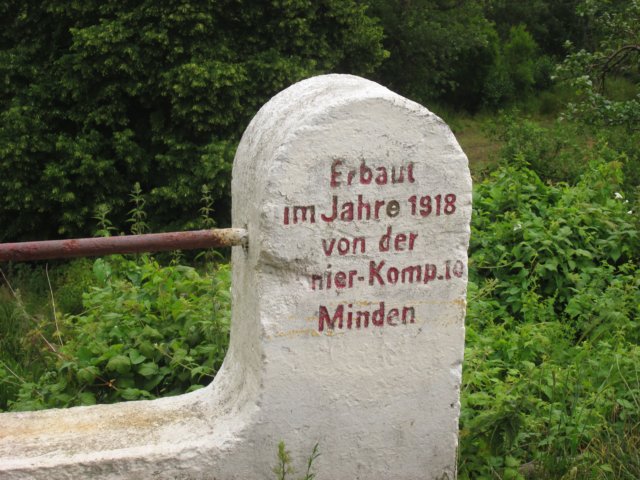 Erbaut
im Jahre 1918
von der
nier-Komp.10
Minden